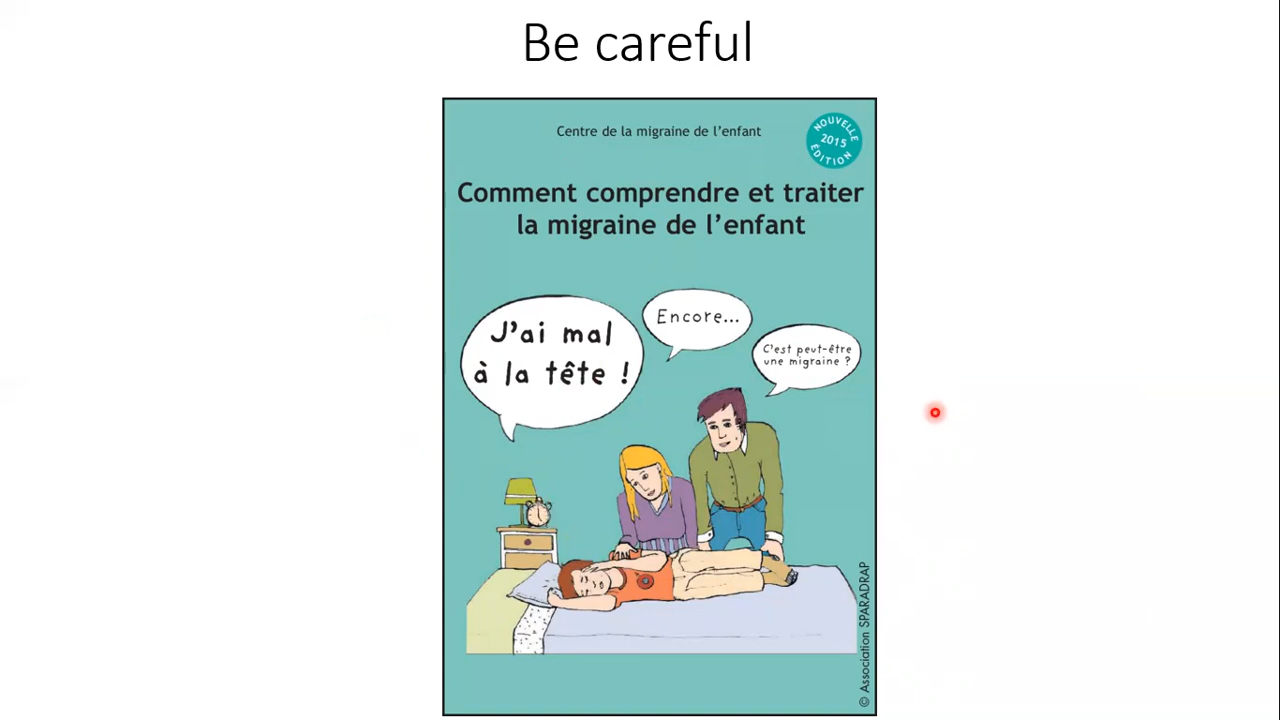 Be careful
Centre de la migraine de l'enfant
NOUVELLE
2015
ÉDITION
Comment comprendre et traiter
la migraine de l'enfant
J'ai mal
à la tête !
Encore...
C'est peut-être
une migraine ?
© Association SPARADRAP